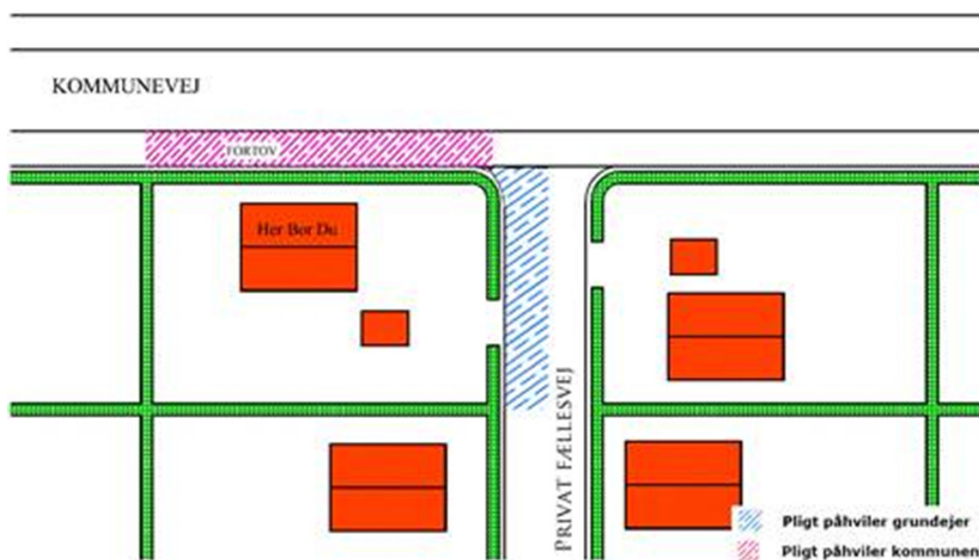 KOMMUNEVEJ
FORTOV
Her Bor Du
PRIVAT FÆLLESVEJ
Pligt påhviler grundejer
Pligt påhviler kommunen